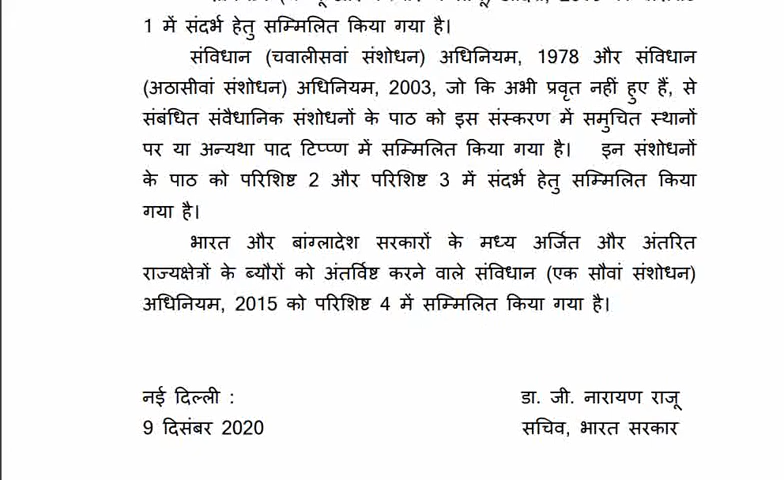 1 में संदर्भ हेतु सम्मिलित किया गया है।
संविधान (चवालीसवां संशोधन) अधिनियम, 1978 और संविधान
(अठासीवां संशोधन) अधिनियम, 2003, जो कि अभी प्रवृत नहीं हुए हैं, से
संबंधित संवैधानिक संशोधनों के पाठ को इस संस्करण में समुचित स्थानों
पर या अन्यथा पाद टिप्पण में सम्मिलित किया गया है। इन संशोधनों
के पाठ को परिशिष्ट 2 और परिशिष्ट 3 में संदर्भ हेतु सम्मिलित किया
गया है।
भारत और बांग्लादेश सरकारों के मध्य अर्जित और अंतरित
राज्यक्षेत्रों के ब्यौरों को अंतर्विष्ट करने वाले संविधान (एक सौवां संशोधन)
अधिनियम, 2015 को परिशिष्ट 4 में सम्मिलित किया गया है।
नई दिल्ली :
डा. जी. नारायण राजू
9 दिसंबर 2020
सचिव, भारत सरकार